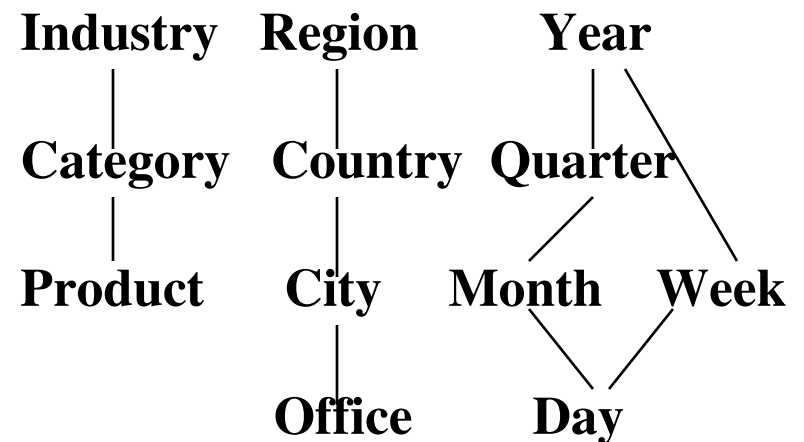 Industry Region Year
Category Country Quarter
Product City Month Week
Office Day